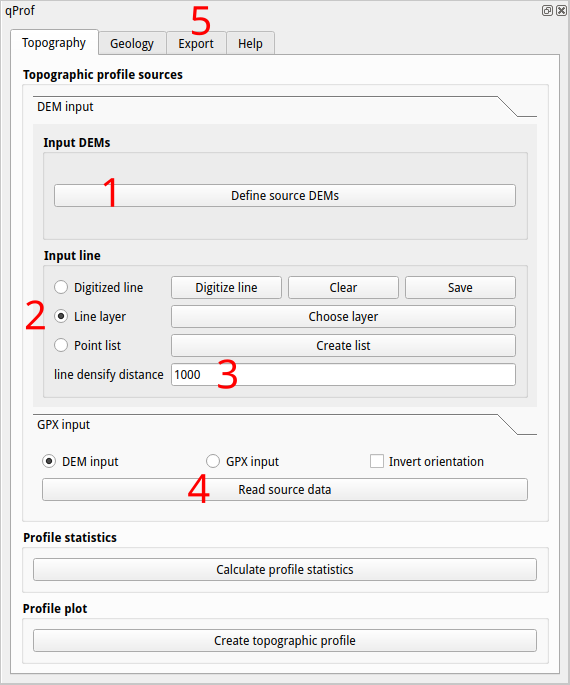 qProf
5
Topography Geology Export Help
Topographic profile sources
DEM input
Input DEMs
1
Define source DEMs
Input line
Digitized line Digitize line Clear Save
2 Line layer Choose layer
Point list Create list
line densify distance 1000 3
GPX input
DEM input GPX input Invert orientation
4 Read source data
Profile statistics
Calculate profile statistics
Profile plot
Create topographic profile